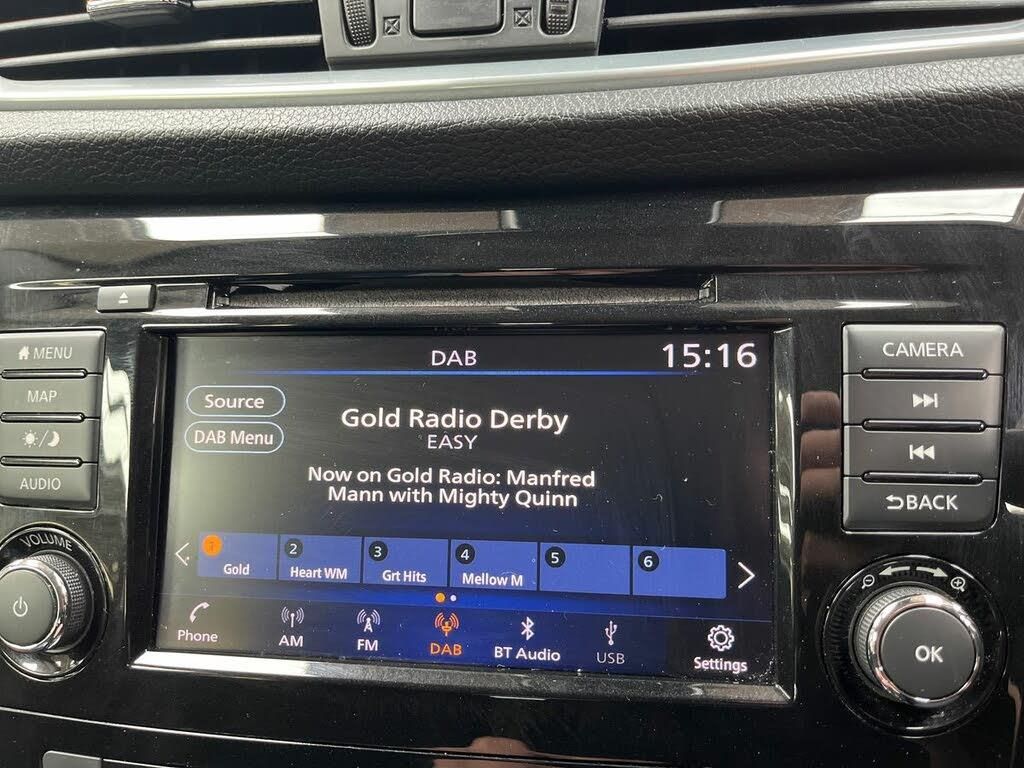 DAB
15:16
Source
Gold Radio Derby
EASY
DAB Menu
Now on Gold Radio: Manfred
Mann with Mighty Quinn
1 Gold
2 Heart WM
3 Grt Hits
4 Mellow M
5
6
Phone
AM
FM
DAB
BT Audio
USB
Settings
MENU
MAP
AUDIO
VOLUME
CAMERA
BACK
OK